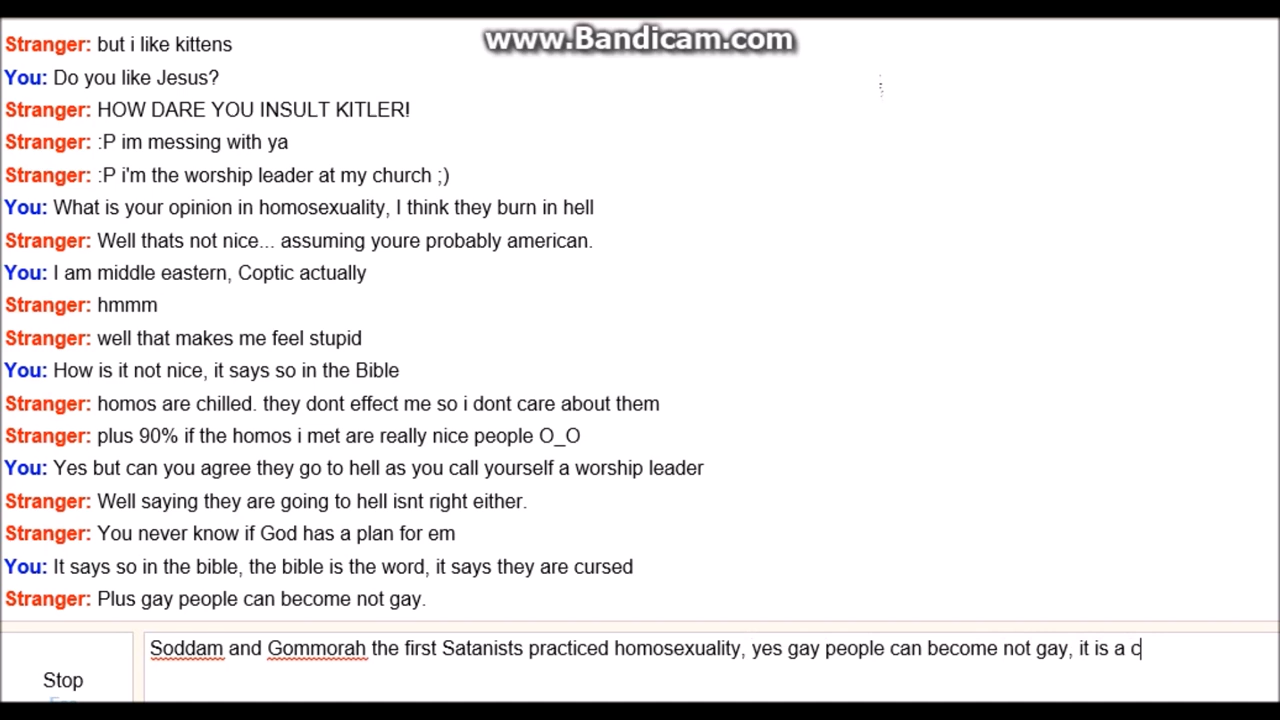 www.Bandicam.com
Stranger: but i like kittens
You: Do you like Jesus?
Stranger: HOW DARE YOU INSULT KITLER!
Stranger: :P im messing with ya
Stranger: :P i'm the worship leader at my church ;)
You: What is your opinion in homosexuality, I think they burn in hell
Stranger: Well thats not nice... assuming youre probably american.
You: I am middle eastern, Coptic actually
Stranger: hmmm
Stranger: well that makes me feel stupid
You: How is it not nice, it says so in the Bible
Stranger: homos are chilled. they dont effect me so i dont care about them
Stranger: plus 90% if the homos i met are really nice people O_O
You: Yes but can you agree they go to hell as you call yourself a worship leader
Stranger: Well saying they are going to hell isnt right either.
Stranger: You never know if God has a plan for em
You: It says so in the bible, the bible is the word, it says they are cursed
Stranger: Plus gay people can become not gay.
Soddam and Gommorah the first Satanists practiced homosexuality, yes gay people can become not gay, it is a c
Stop